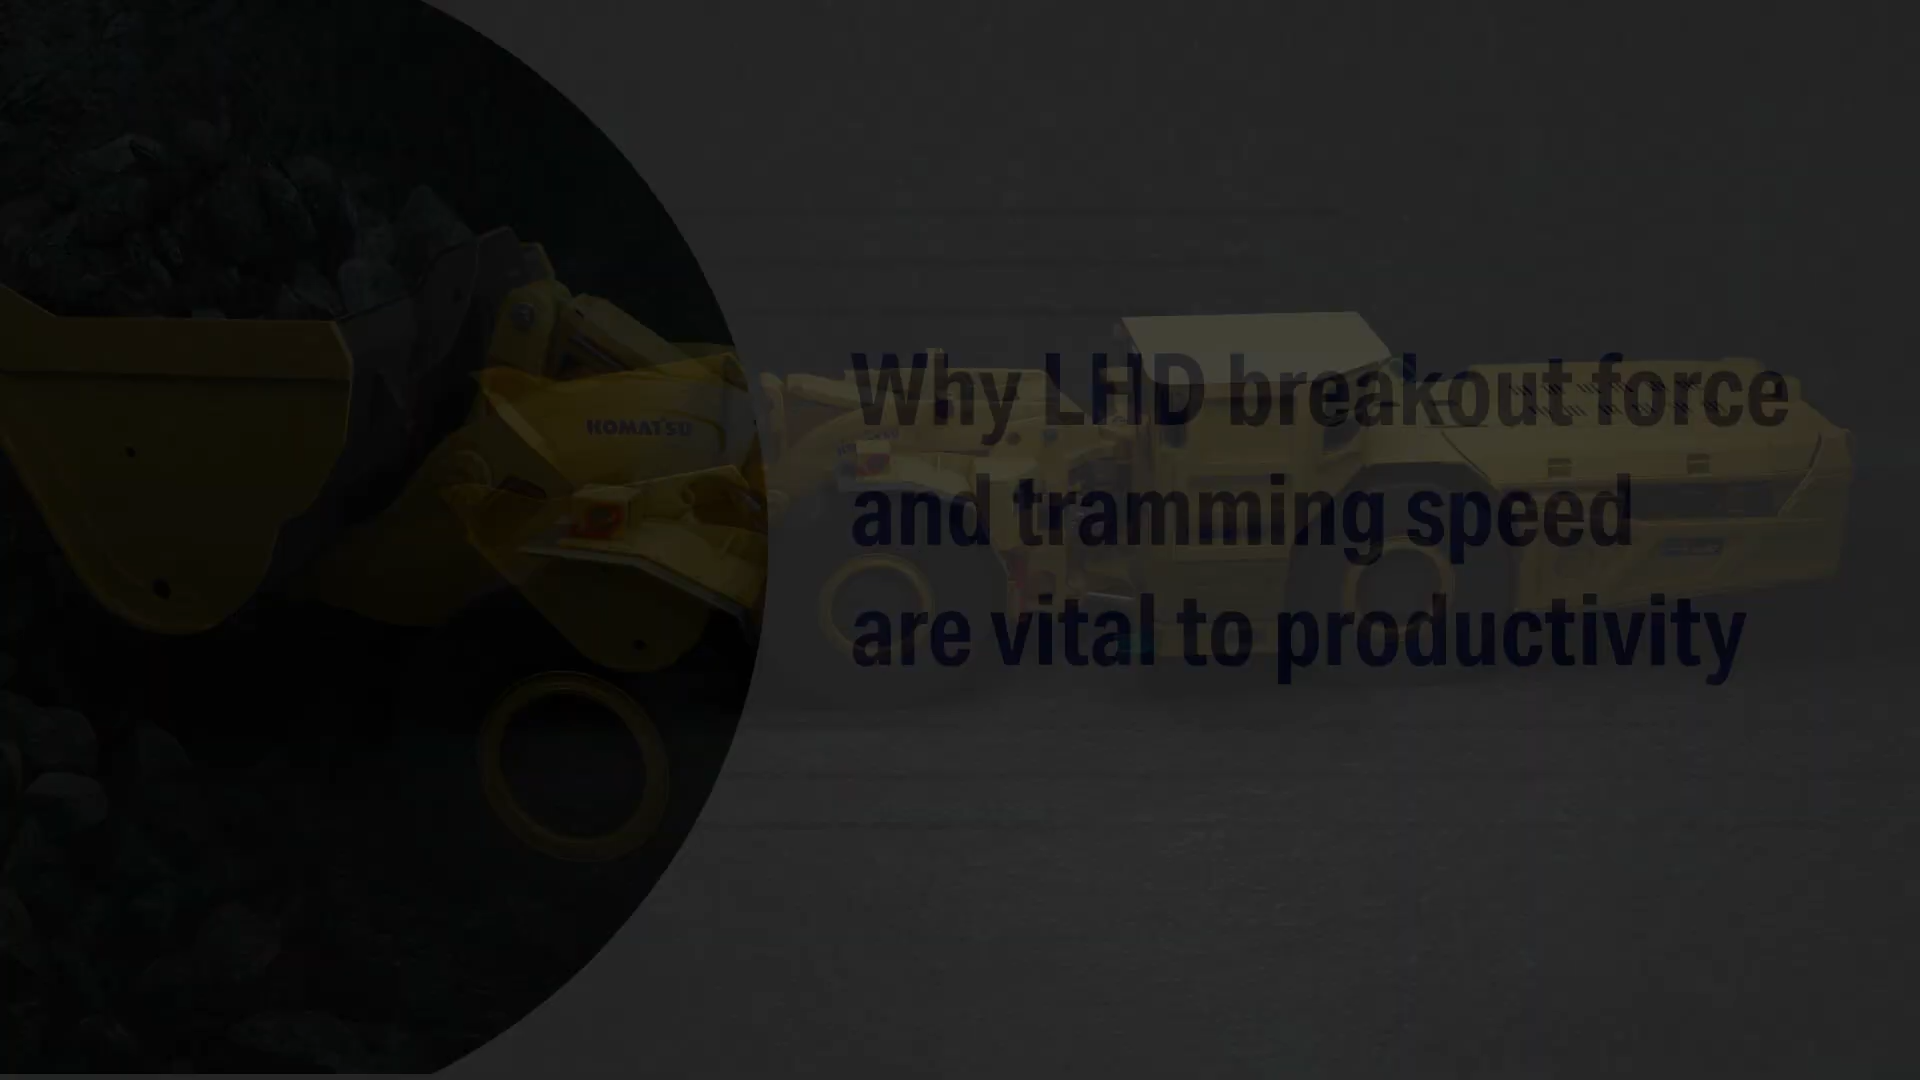 KOMATSU
Why LHD breakout force
and tramming speed
are vital to productivity